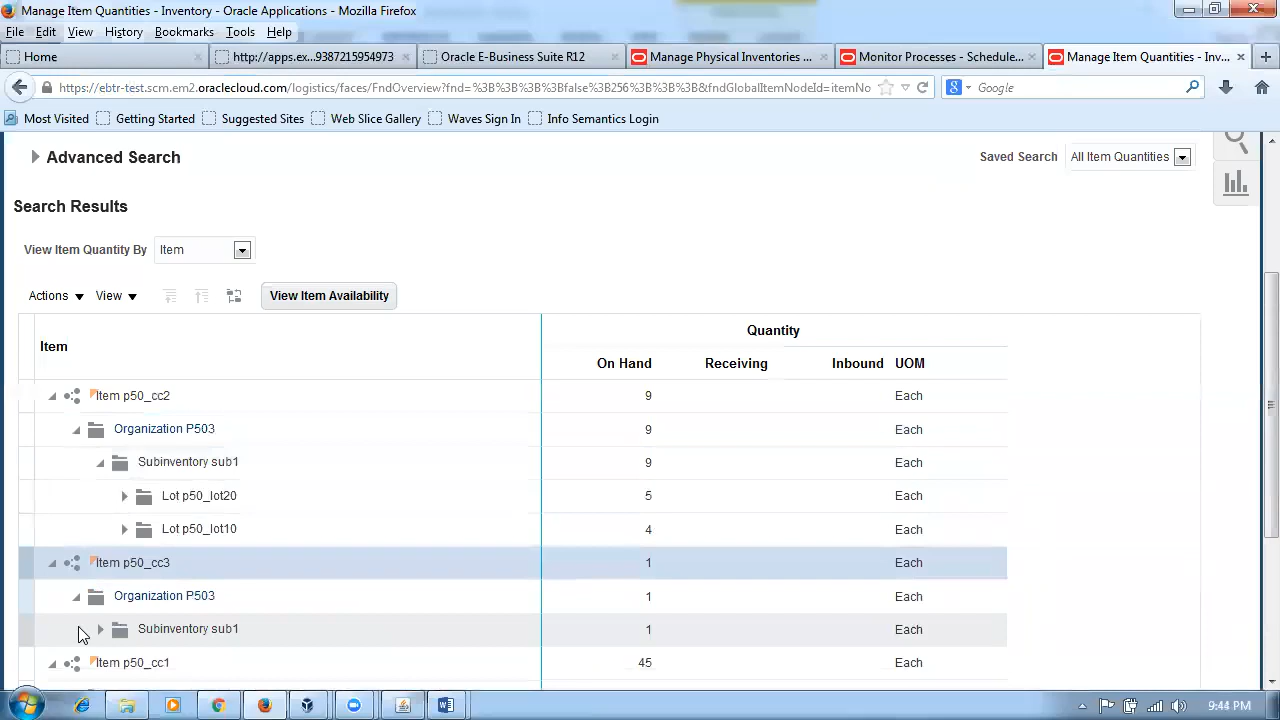 Manage Item Quantities - Inventory - Oracle Applications - Mozilla Firefox
File Edit View History Bookmarks Tools Help
Home http://apps.ex...9387215954973 Oracle E-Business Suite R12 Manage Physical Inventories ... Monitor Processes - Schedule... Manage Item Quantities - Inv...
https://ebtr-test.scm.em2.oraclecloud.com/logistics/faces/FndOverview?fnd=%3B%3B%3B%3Bfalse%3B256%3B%3B%3B&fndGlobalItemNodeId=itemNo Google
Most Visited Getting Started Suggested Sites Web Slice Gallery Waves Sign In Info Semantics Login
Advanced Search Saved Search All Item Quantities
Search Results
View Item Quantity By Item
Actions View View Item Availability
Quantity
Item
On Hand Receiving Inbound UOM
Item p50_cc2 9 Each
Organization P503 9 Each
Subinventory sub1 9 Each
Lot p50_lot20 5 Each
Lot p50_lot10 4 Each
Item p50_cc3 1 Each
Organization P503 1 Each
Subinventory sub1 1 Each
Item p50_cc1 45 Each
9:44 PM